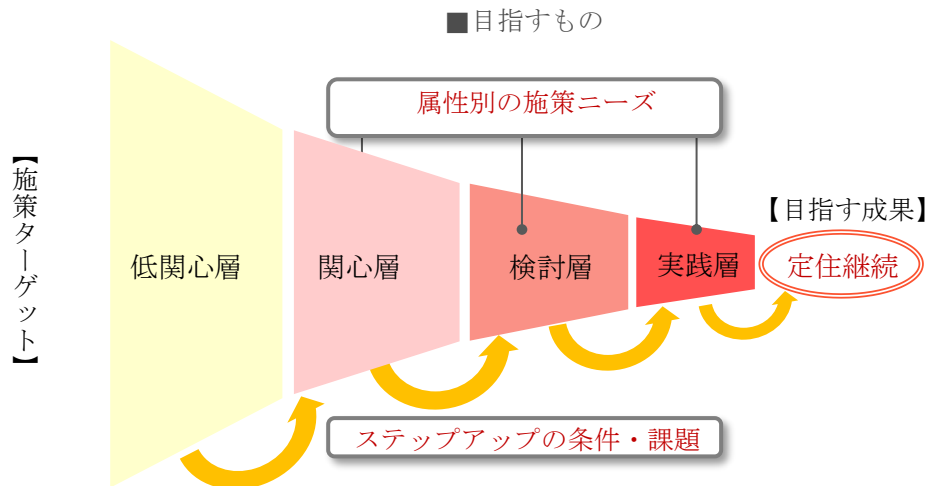 ■目指すもの
属性別の施策ニーズ
【施策ターゲット】
【目指す成果】
低関心層
関心層
検討層
実践層
定住継続
ステップアップの条件・課題